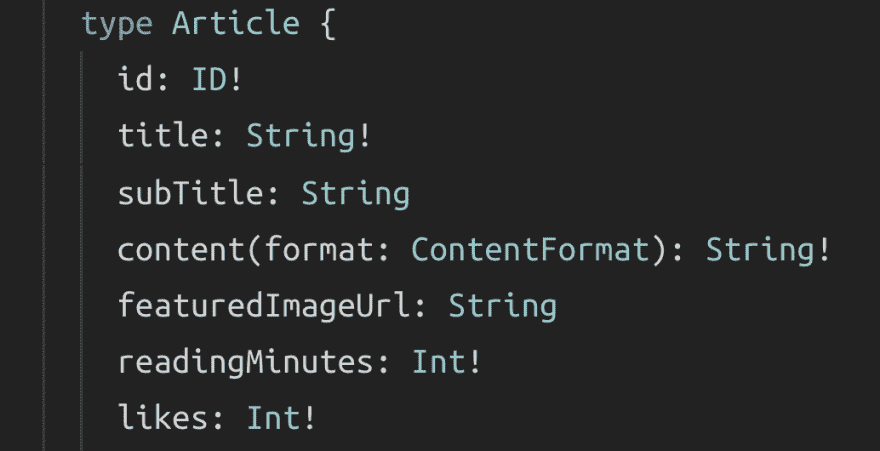 type Article {
id: ID!
title: String!
subTitle: String
content(format: ContentFormat): String!
featuredImageUrl: String
readingMinutes: Int!
likes: Int!